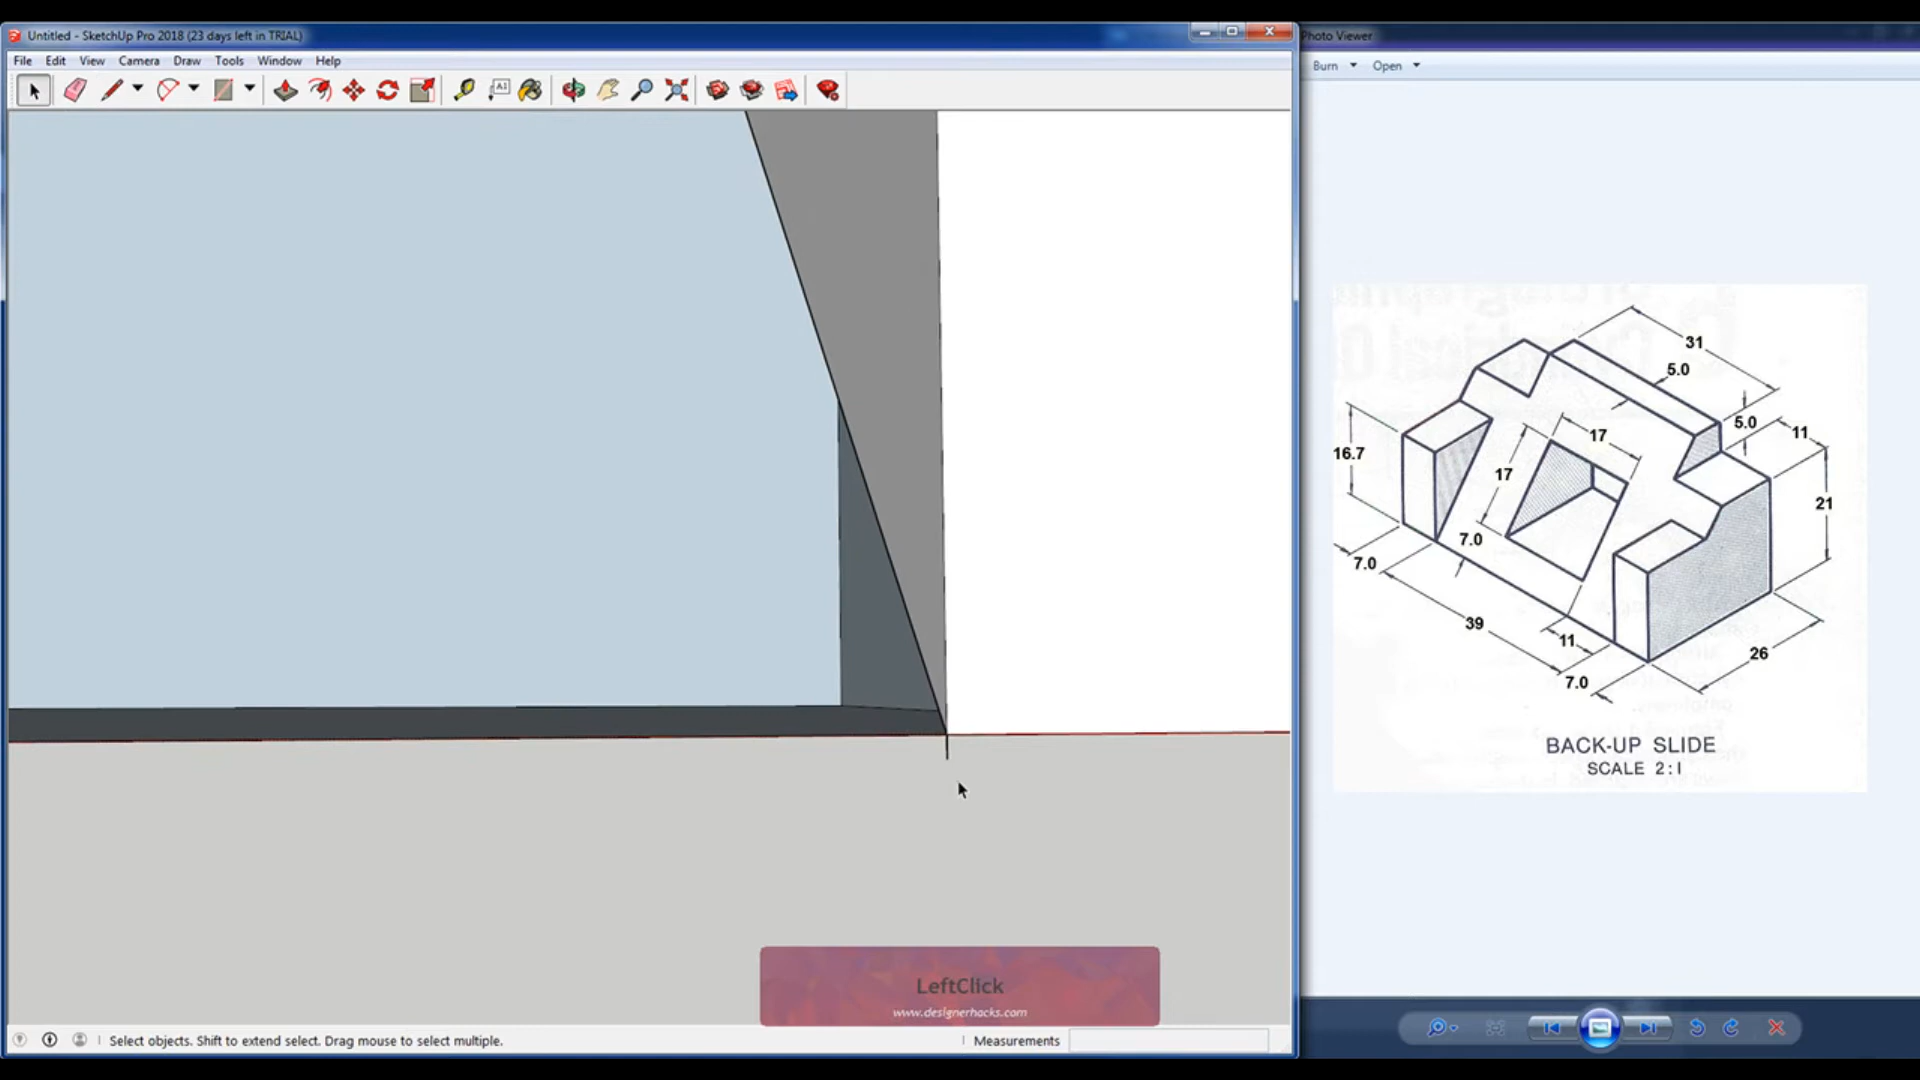 Untitled - SketchUp Pro 2018 (23 days left in TRIAL)
File Edit View Camera Draw Tools Window Help
LeftClick
www.designerhacks.com
Select objects. Shift to extend select. Drag mouse to select multiple.
Measurements
Photo Viewer
Burn Open
31
5.0
5.0
11
16.7
17
17
21
7.0
7.0
39
11
26
7.0
BACK-UP SLIDE
SCALE 2:1